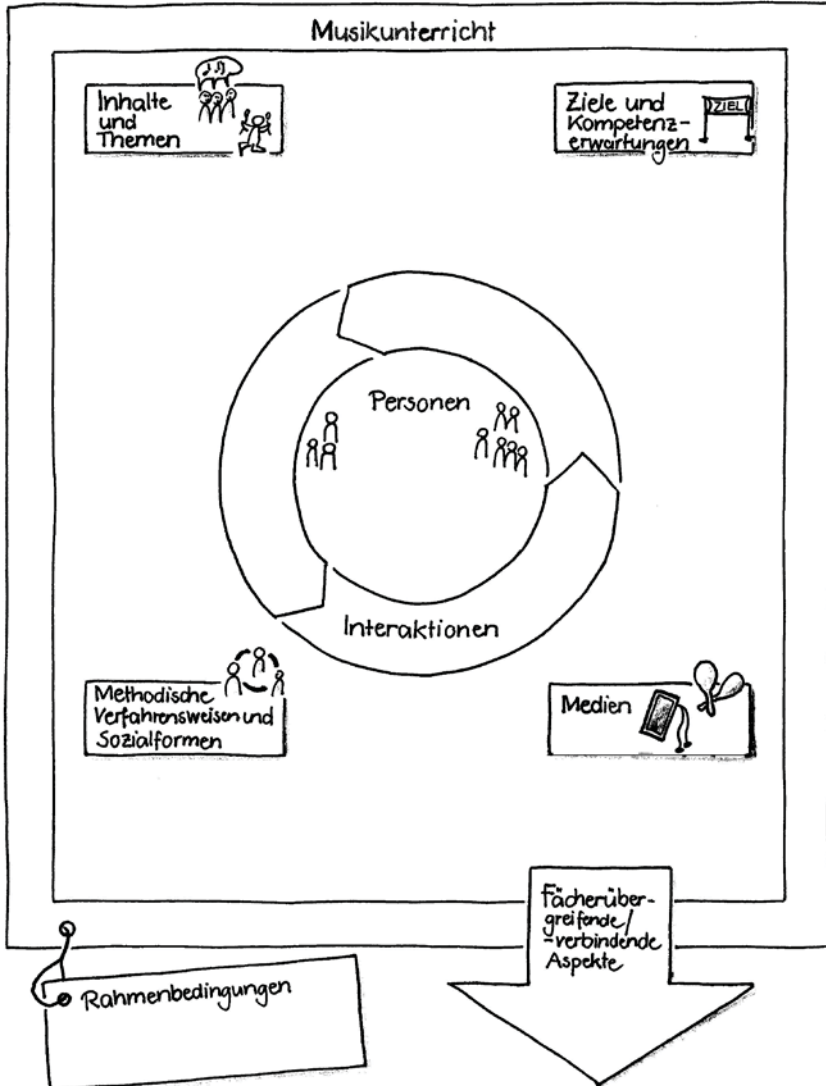 Musikunterricht
Inhalte
und
Themen
Ziele und
Kompetenz-
erwartungen
ZIEL
Personen
Interaktionen
Methodische
Verfahrensweisen und
Sozialformen
Medien
Fächerüber-
greifende/
-verbindende
Aspekte
Rahmenbedingungen